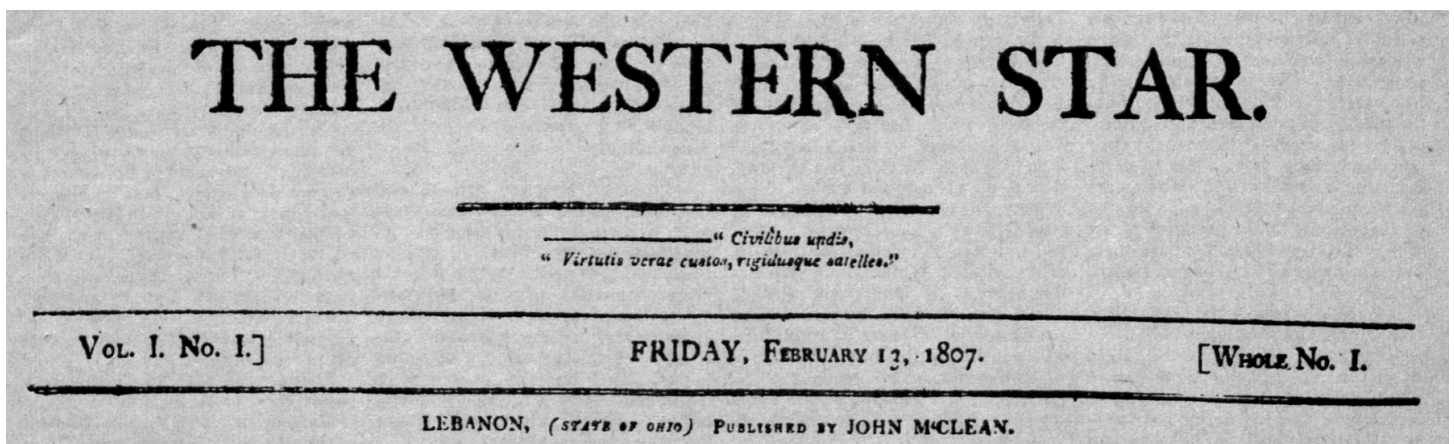 THE WESTERN STAR.
" Civilibus undis,
" Virtutis verae custos, rigidusque satelles."
VOL. I. No. I.]
FRIDAY, FEBRUARY 13, 1807.
[WHOLE No. I.
LEBANON, (STATE OF OHIO) PUBLISHED BY JOHN McCLEAN.